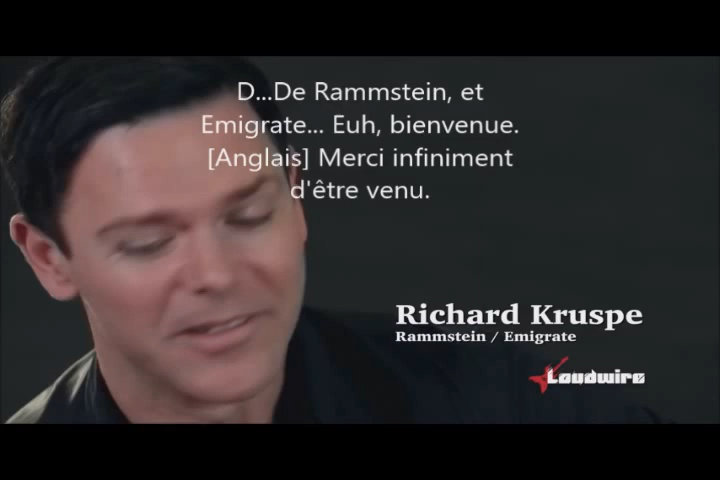 D...De Rammstein, et
Emigrate... Euh, bienvenue.
[Anglais] Merci infiniment
d'être venu.
Richard Kruspe
Rammstein / Emigrate
Loudwire